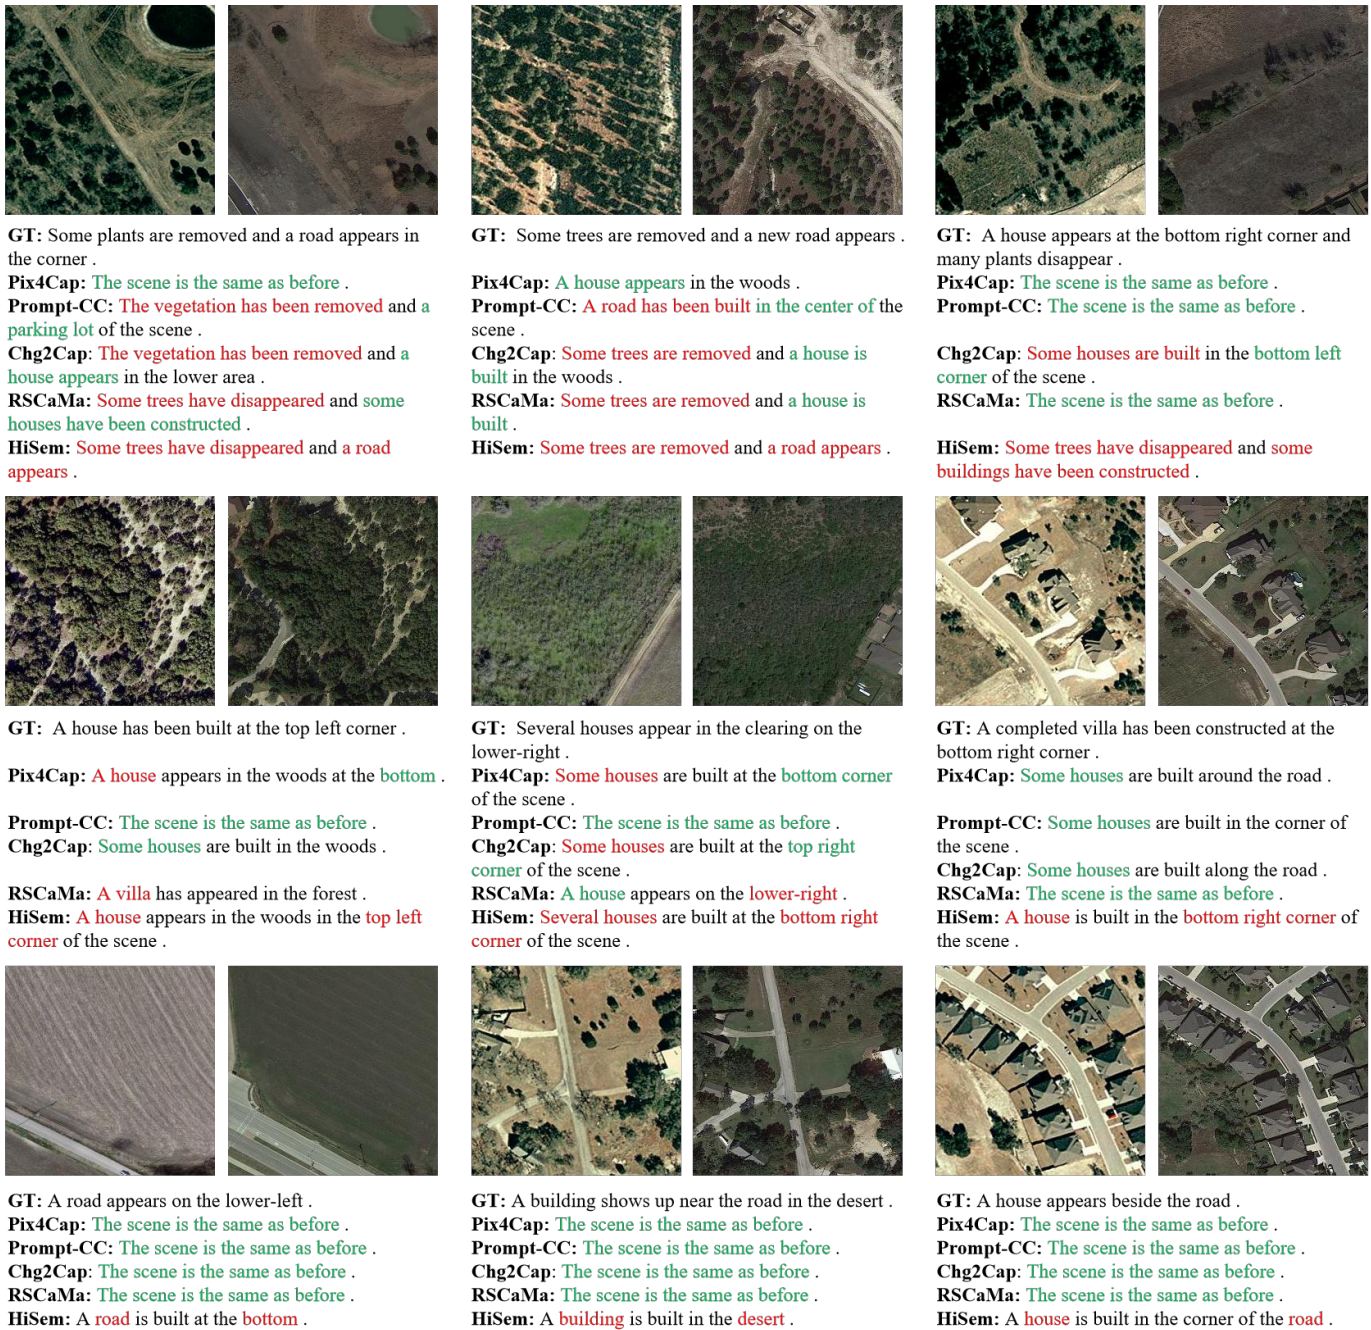 GT: Some plants are removed and a road appears in
the corner .
Pix4Cap: The scene is the same as before .
Prompt-CC: The vegetation has been removed and a
parking lot of the scene .
Chg2Cap: The vegetation has been removed and a
house appears in the lower area .
RSCaMa: Some trees have disappeared and some
houses have been constructed .
HiSem: Some trees have disappeared and a road
appears .
GT: Some trees are removed and a new road appears .
Pix4Cap: A house appears in the woods .
Prompt-CC: A road has been built in the center of the
scene .
Chg2Cap: Some trees are removed and a house is
built in the woods .
RSCaMa: Some trees are removed and a house is
built .
HiSem: Some trees are removed and a road appears .
GT: A house appears at the bottom right corner and
many plants disappear .
Pix4Cap: The scene is the same as before .
Prompt-CC: The scene is the same as before .
Chg2Cap: Some houses are built in the bottom left
corner of the scene .
RSCaMa: The scene is the same as before .
HiSem: Some trees have disappeared and some
buildings have been constructed .
GT: A house has been built at the top left corner .
Pix4Cap: A house appears in the woods at the bottom .
Prompt-CC: The scene is the same as before .
Chg2Cap: Some houses are built in the woods .
RSCaMa: A villa has appeared in the forest .
HiSem: A house appears in the woods in the top left
corner of the scene .
GT: Several houses appear in the clearing on the
lower-right .
Pix4Cap: Some houses are built at the bottom corner
of the scene .
Prompt-CC: The scene is the same as before .
Chg2Cap: Some houses are built at the top right
corner of the scene .
RSCaMa: A house appears on the lower-right .
HiSem: Several houses are built at the bottom right
corner of the scene .
GT: A completed villa has been constructed at the
bottom right corner .
Pix4Cap: Some houses are built around the road .
Prompt-CC: Some houses are built in the corner of
the scene .
Chg2Cap: Some houses are built along the road .
RSCaMa: The scene is the same as before .
HiSem: A house is built in the bottom right corner of
the scene .
GT: A road appears on the lower-left .
Pix4Cap: The scene is the same as before .
Prompt-CC: The scene is the same as before .
Chg2Cap: The scene is the same as before .
RSCaMa: The scene is the same as before .
HiSem: A road is built at the bottom .
GT: A building shows up near the road in the desert .
Pix4Cap: The scene is the same as before .
Prompt-CC: The scene is the same as before .
Chg2Cap: The scene is the same as before .
RSCaMa: The scene is the same as before .
HiSem: A building is built in the desert .
GT: A house appears beside the road .
Pix4Cap: The scene is the same as before .
Prompt-CC: The scene is the same as before .
Chg2Cap: The scene is the same as before .
RSCaMa: The scene is the same as before .
HiSem: A house is built in the corner of the road .